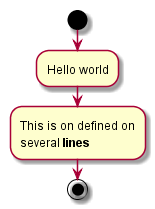 Hello world
This is on defined on
several lines